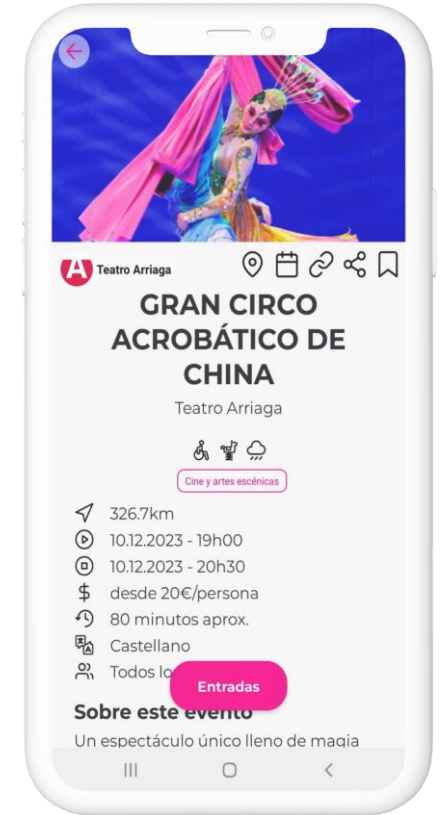 A Teatro Arriaga
GRAN CIRCO
ACROBÁTICO DE
CHINA
Teatro Arriaga
Cine y artes escénicas
326.7km
10.12.2023 - 19h00
10.12.2023 - 20h30
$ desde 20€/persona
80 minutos aprox.
Castellano
Todos
Entradas
Sobre este evento
Un espectáculo único lleno de magia